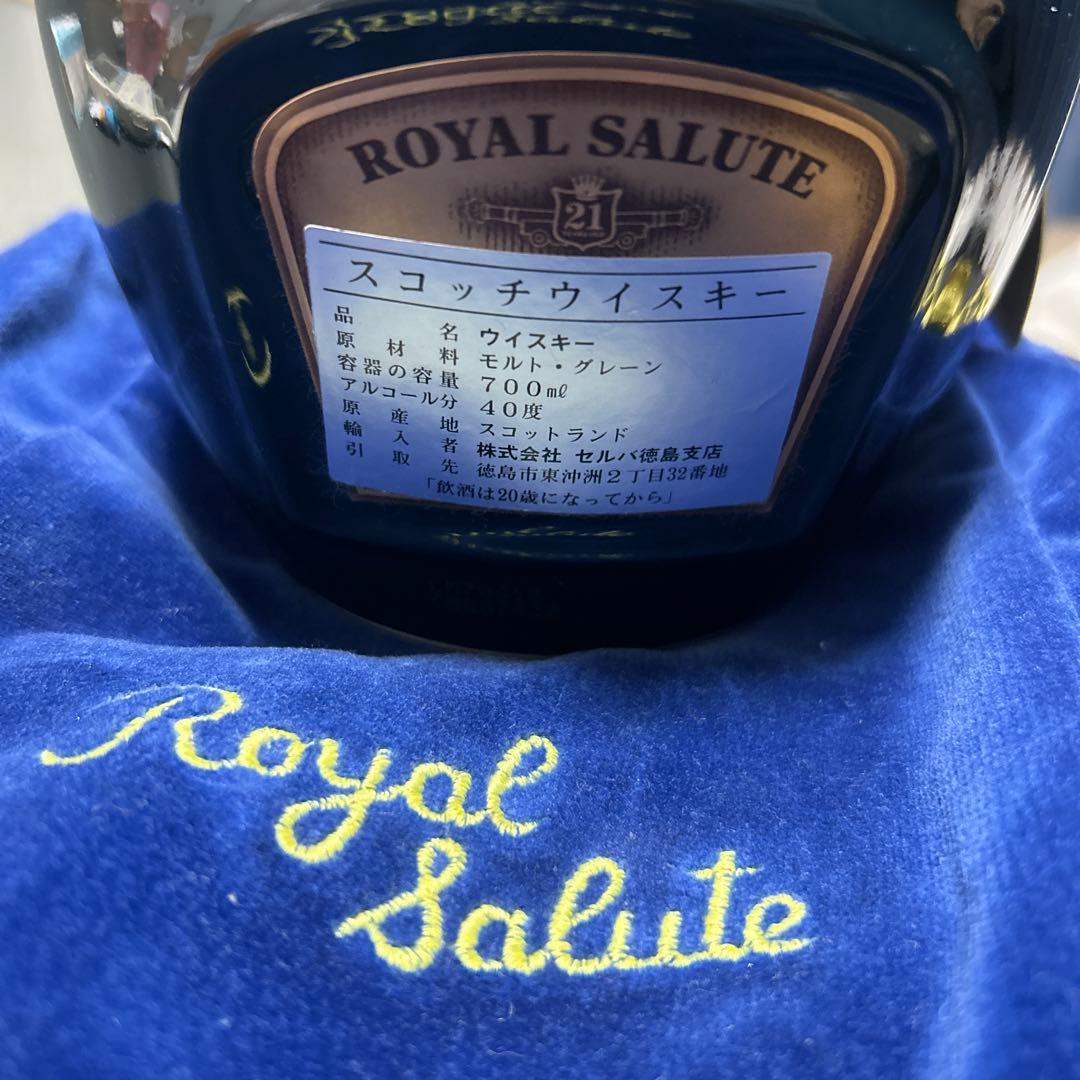 ROYAL SALUTE
21
スコッチウイスキー
品名 ウイスキー
原材料 モルト・グレーン
容器の容量 700㎖
アルコール分 40度
原産地 スコットランド
輸入者 株式会社 セルバ徳島支店
引取先 徳島市東沖洲2丁目32番地
「飲酒は20歳になってから」
Royal
Salute